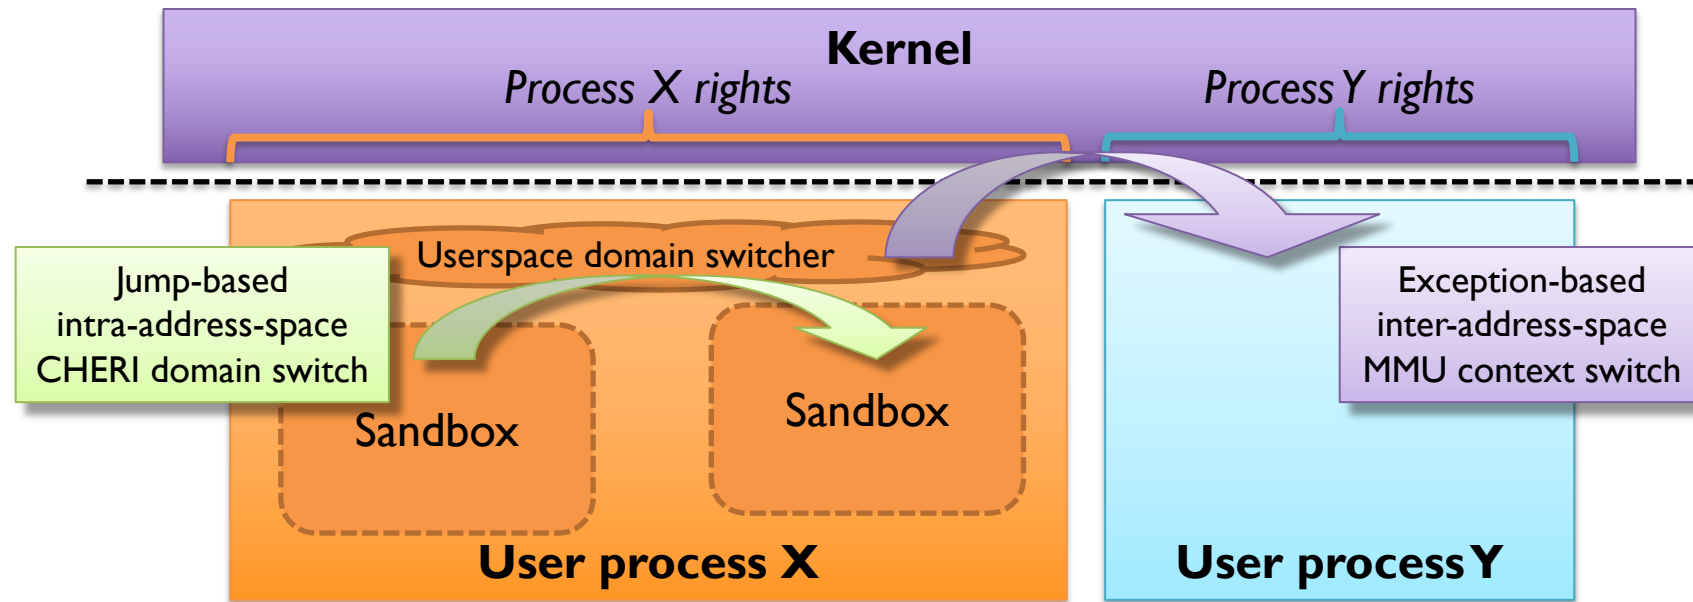 Kernel
Process X rights
Process Y rights
Userspace domain switcher
Jump-based
intra-address-space
CHERI domain switch
Exception-based
inter-address-space
MMU context switch
Sandbox
Sandbox
User process X
User process Y